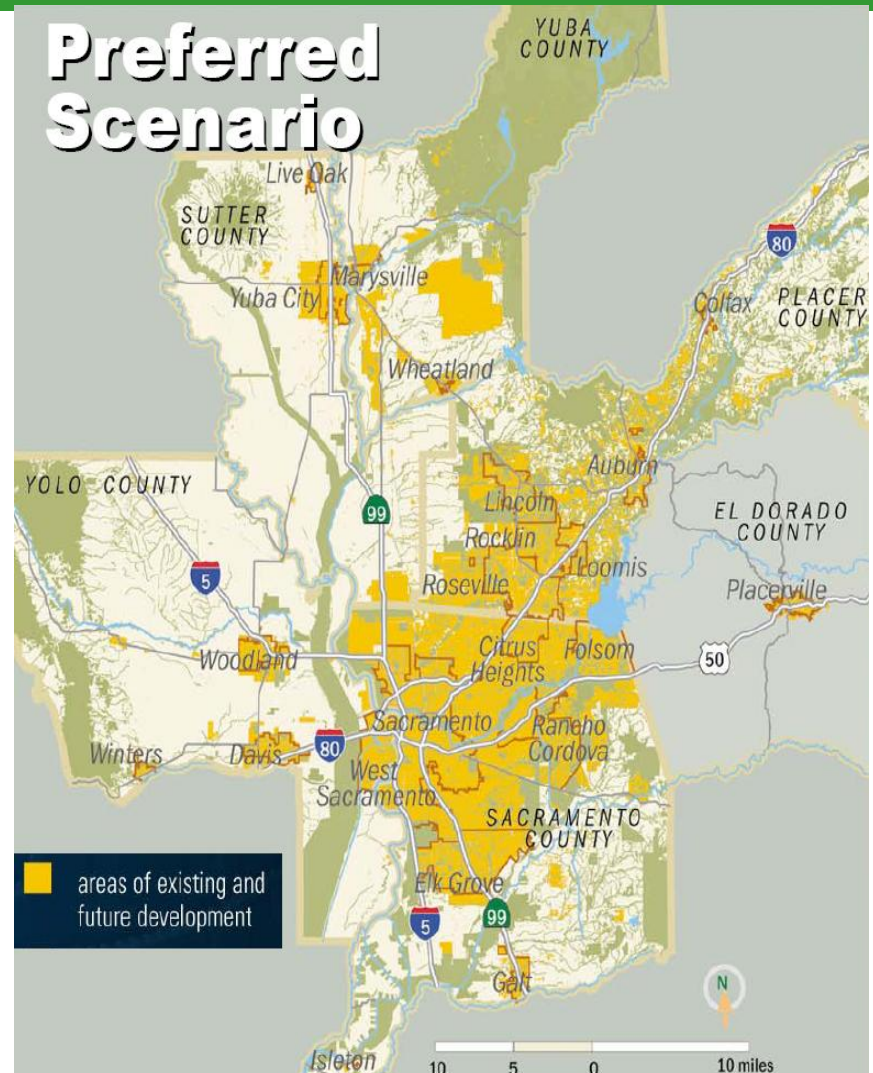 Preferred
Scenario
YUBA
COUNTY
Live Oak
SUTTER
COUNTY
80
Marysville
Yuba City
Colfax
PLACER
COUNTY
Wheatland
Auburn
YOLO COUNTY
Lincoln
99
EL DORADO
COUNTY
Rocklin
Loomis
5
Roseville
Placerville
Citrus
Heights
Folsom
Woodland
50
Sacramento
Rancho
Cordova
Winters
Davis
80
West
Sacramento
SACRAMENTO
COUNTY
areas of existing and
future development
Elk Grove
5
99
Galt
N
Isleton
10 5 0 10 miles